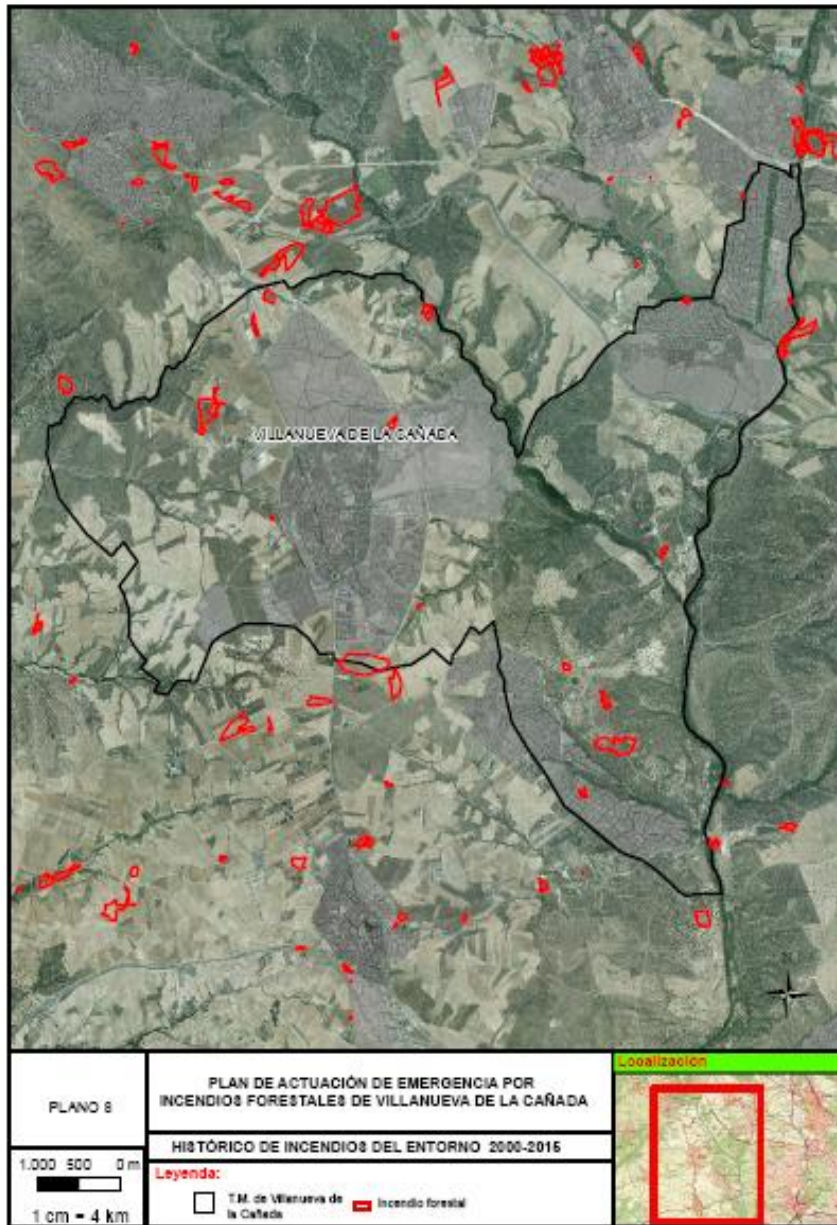 VILLANUEVA DE LA CAÑADA
PLANO 8
PLAN DE ACTUACIÓN DE EMERGENCIA POR
INCENDIOS FORESTALES DE VILLANUEVA DE LA CAÑADA
HISTÓRICO DE INCENDIOS DEL ENTORNO 2000-2015
1.000 500 0 m
1 cm = 4 km
Leyenda:
T.M. de Villanueva de
la Cañada
Incendio forestal
Localización